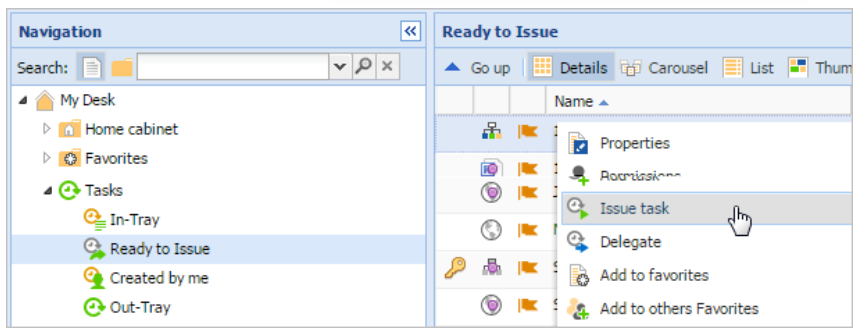 Navigation
Search:
My Desk
Home cabinet
Favorites
Tasks
In-Tray
Ready to Issue
Created by me
Out-Tray
Ready to Issue
Go up Details Carousel List Thum
Name
Properties
Issue task
Delegate
Add to favorites
Add to others Favorites